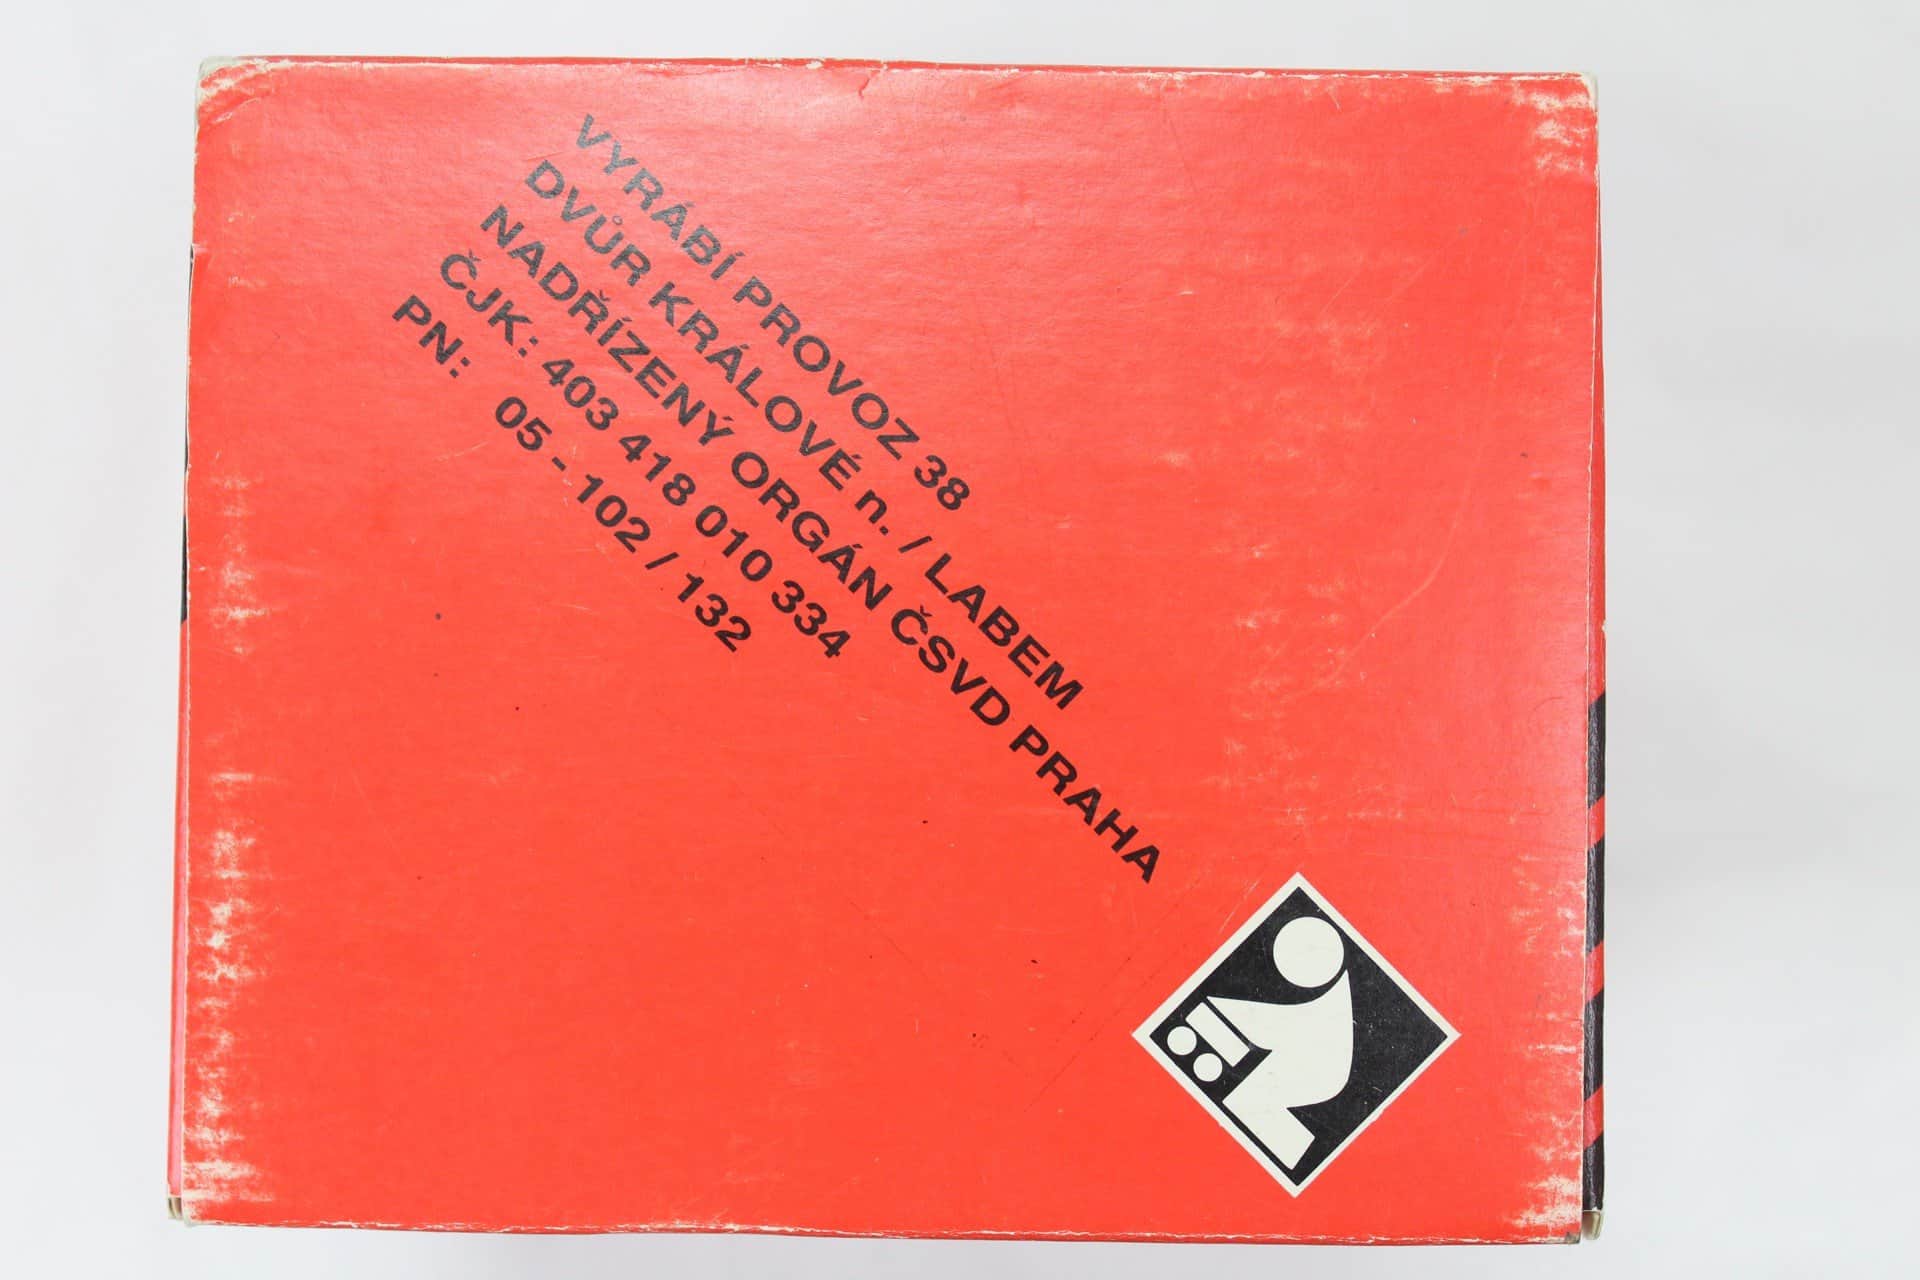 VYRÁBÍ PROVOZ 38
DVŮR KRÁLOVÉ n. / LABEM
NADŘÍZENÝ ORGÁN ČSVD PRAHA
ČJK: 403 418 010 334
PN: 05 - 102 / 132